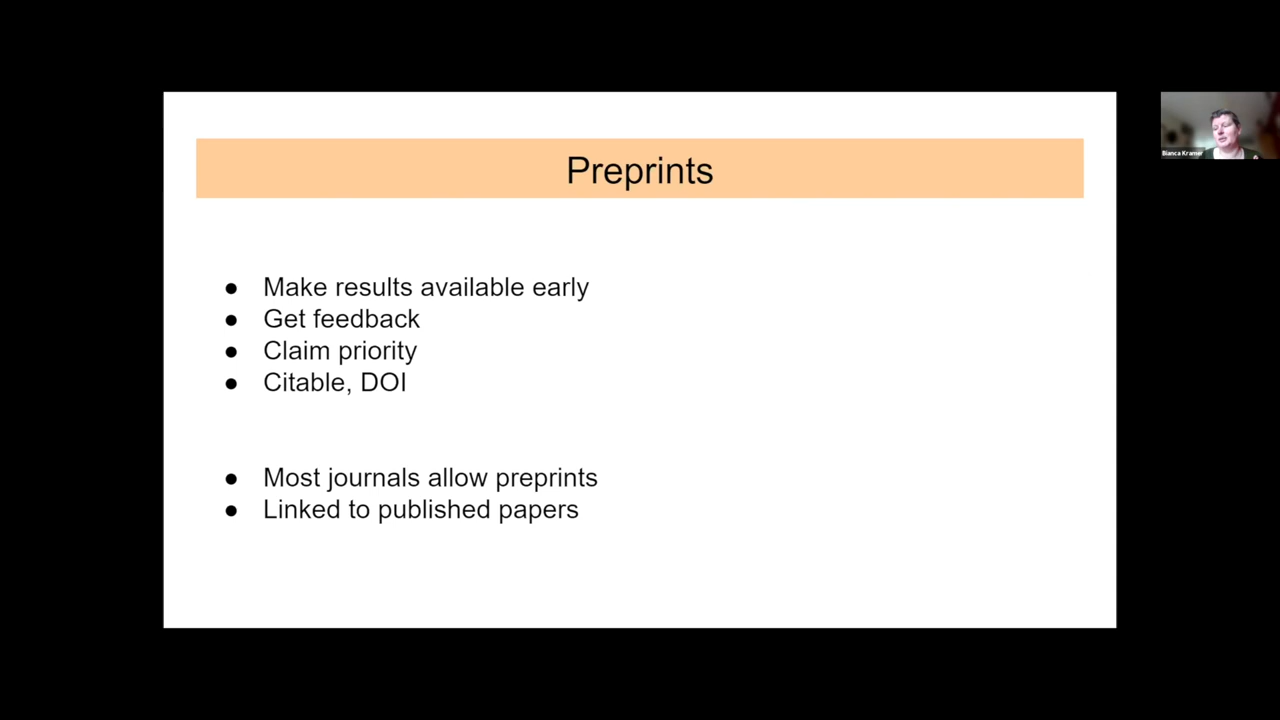 Preprints
● Make results available early
● Get feedback
● Claim priority
● Citable, DOI
● Most journals allow preprints
● Linked to published papers
Bianca Kramer